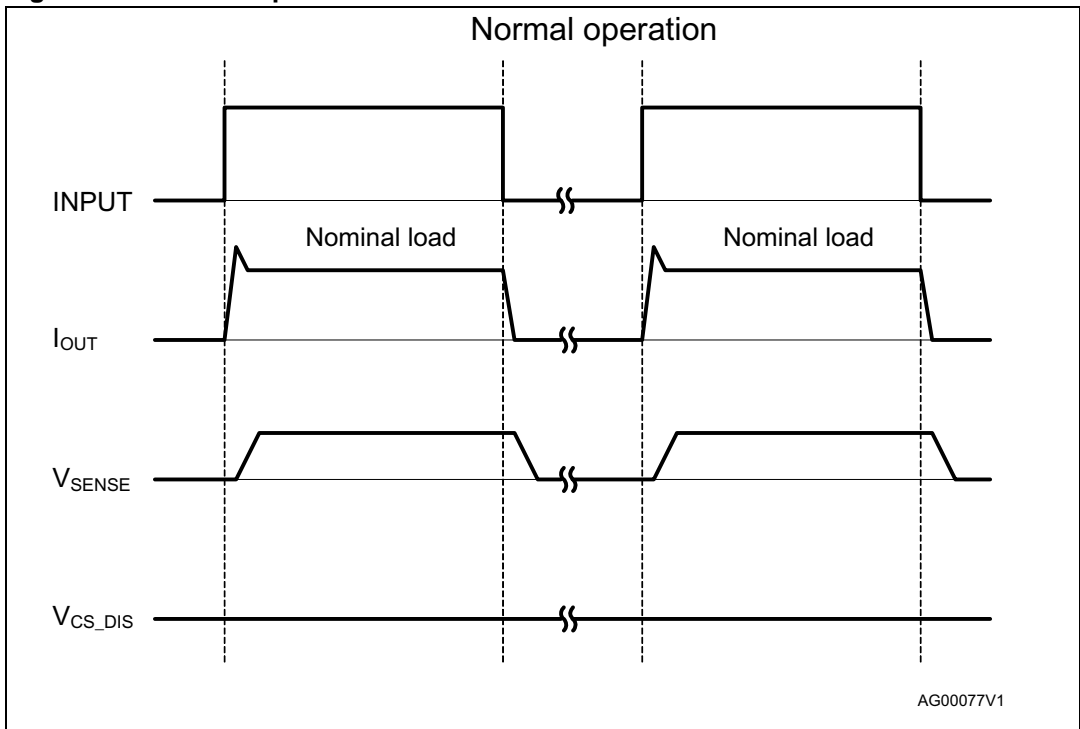 Normal operation
INPUT
Nominal load
Nominal load
IOUT
VSENSE
VCS_DIS
AG00077V1